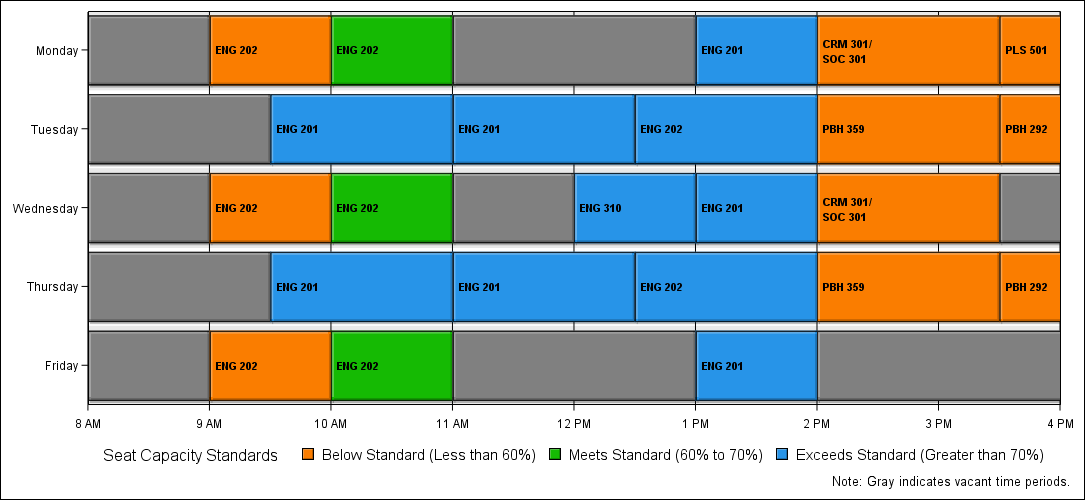 Monday
ENG 202
ENG 202
ENG 201
CRM 301/
SOC 301
PLS 501
Tuesday
ENG 201
ENG 201
ENG 202
PBH 359
PBH 292
Wednesday
ENG 202
ENG 202
ENG 310
ENG 201
CRM 301/
SOC 301
Thursday
ENG 201
ENG 201
ENG 202
PBH 359
PBH 292
Friday
ENG 202
ENG 202
ENG 201
8 AM 9 AM 10 AM 11 AM 12 PM 1 PM 2 PM 3 PM 4 PM
Seat Capacity Standards Below Standard (Less than 60%) Meets Standard (60% to 70%) Exceeds Standard (Greater than 70%)
Note: Gray indicates vacant time periods.